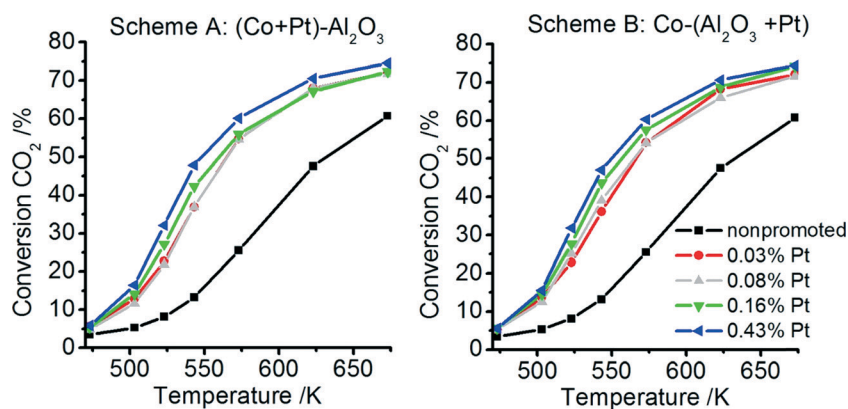 Scheme A: (Co+Pt)-Al₂O₃
Conversion CO₂ /%
80
70
60
50
40
30
20
10
0
500
550
600
650
Temperature /K
Scheme B: Co-(Al₂O₃ +Pt)
Conversion CO₂ /%
80
70
60
50
40
30
20
10
0
nonpromoted
0.03% Pt
0.08% Pt
0.16% Pt
0.43% Pt
500
550
600
650
Temperature /K